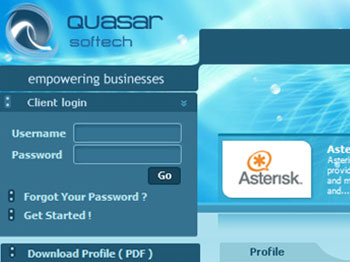 Quasar
softech
empowering businesses
Client login
Username
Password
Go
Forgot Your Password ?
Get Started !
Download Profile ( PDF )
Asterisk
Aste
Asteri
provid
and m
and...
Profile